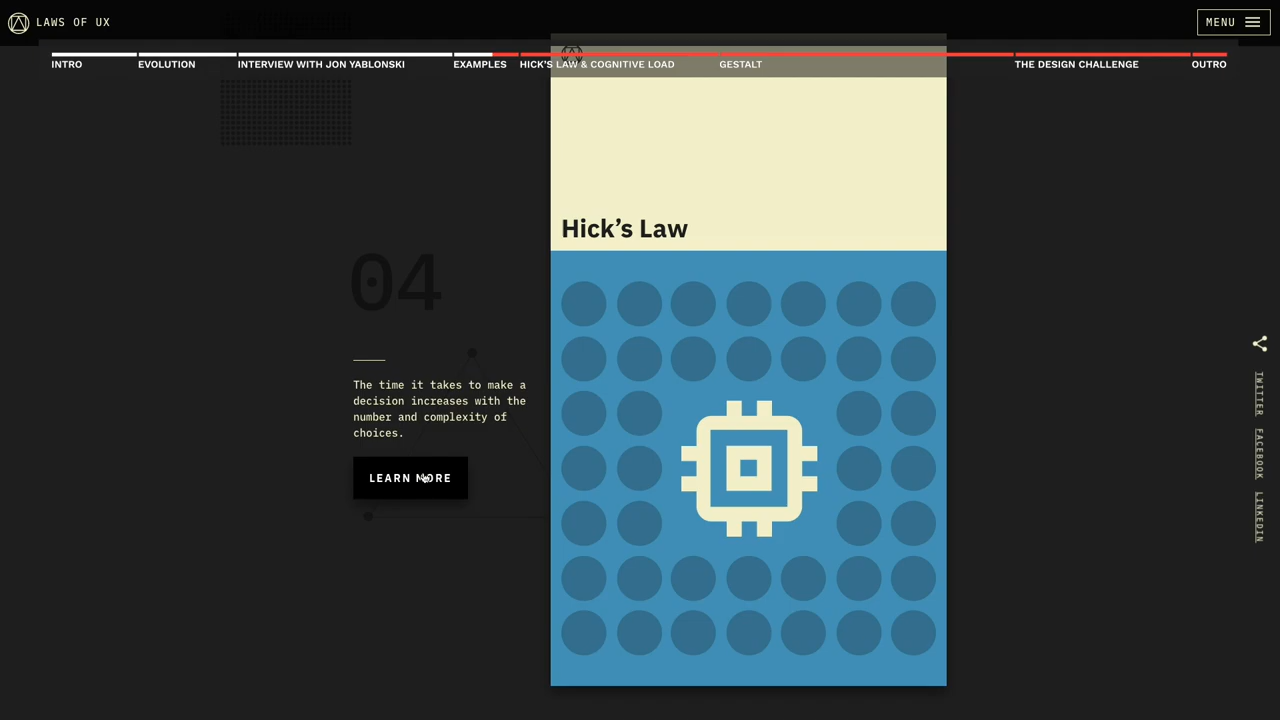 LAWS OF UX
MENU
INTRO
EVOLUTION
INTERVIEW WITH JON YABLONSKI
EXAMPLES
HICK'S LAW & COGNITIVE LOAD
GESTALT
THE DESIGN CHALLENGE
OUTRO
Hick’s Law
04
The time it takes to make a
decision increases with the
number and complexity of
choices.
LEARN MORE
TWITTER
FACEBOOK
LINKEDIN